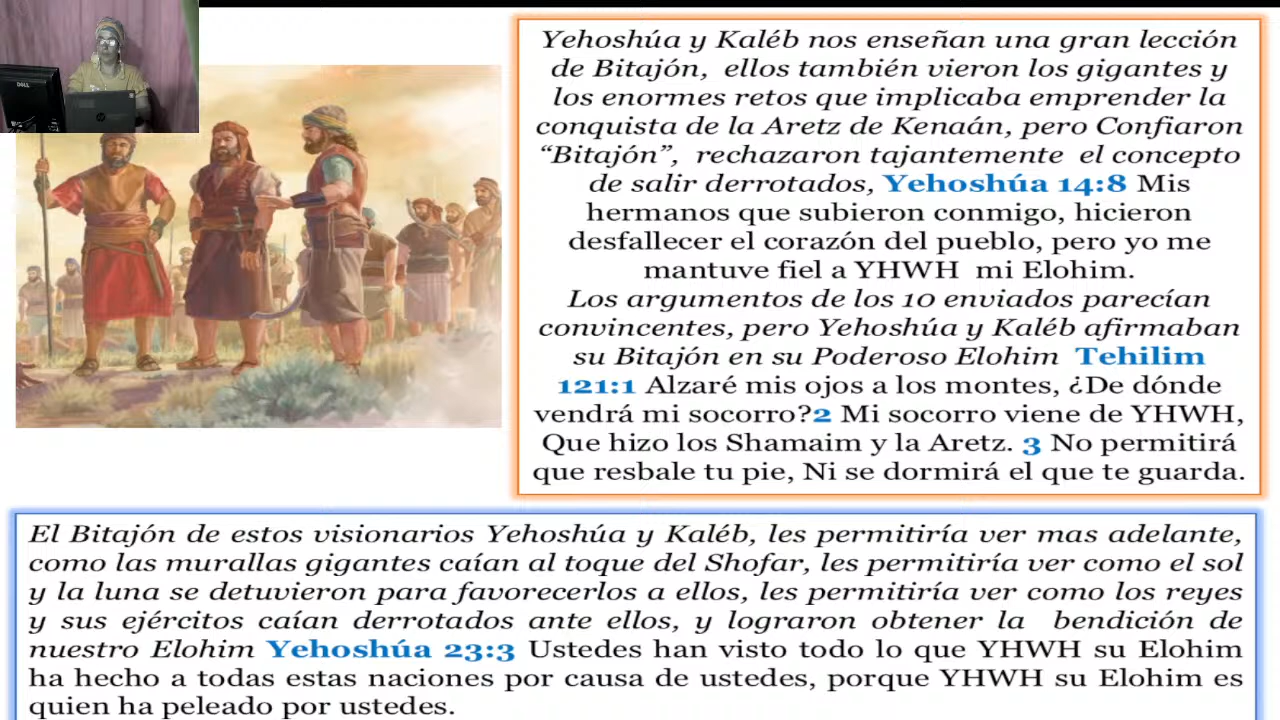 Yehoshúa y Kaléb nos enseñan una gran lección
de Bitajón, ellos también vieron los gigantes y
los enormes retos que implicaba emprender la
conquista de la Aretz de Kenaán, pero Confiaron
“Bitajón”, rechazaron tajantemente el concepto
de salir derrotados, Yehoshúa 14:8 Mis
hermanos que subieron conmigo, hicieron
desfallecer el corazón del pueblo, pero yo me
mantuve fiel a YHWH mi Elohim.
Los argumentos de los 10 enviados parecían
convincentes, pero Yehoshúa y Kaléb afirmaban
su Bitajón en su Poderoso Elohim Tehilim
121:1 Alzaré mis ojos a los montes, ¿De dónde
vendrá mi socorro?2 Mi socorro viene de YHWH,
Que hizo los Shamaim y la Aretz. 3 No permitirá
que resbale tu pie, Ni se dormirá el que te guarda.
El Bitajón de estos visionarios Yehoshúa y Kaléb, les permitiría ver mas adelante,
como las murallas gigantes caían al toque del Shofar, les permitiría ver como el sol
y la luna se detuvieron para favorecerlos a ellos, les permitiría ver como los reyes
y sus ejércitos caían derrotados ante ellos, y lograron obtener la bendición de
nuestro Elohim Yehoshúa 23:3 Ustedes han visto todo lo que YHWH su Elohim
ha hecho a todas estas naciones por causa de ustedes, porque YHWH su Elohim es
quien ha peleado por ustedes.
DELL